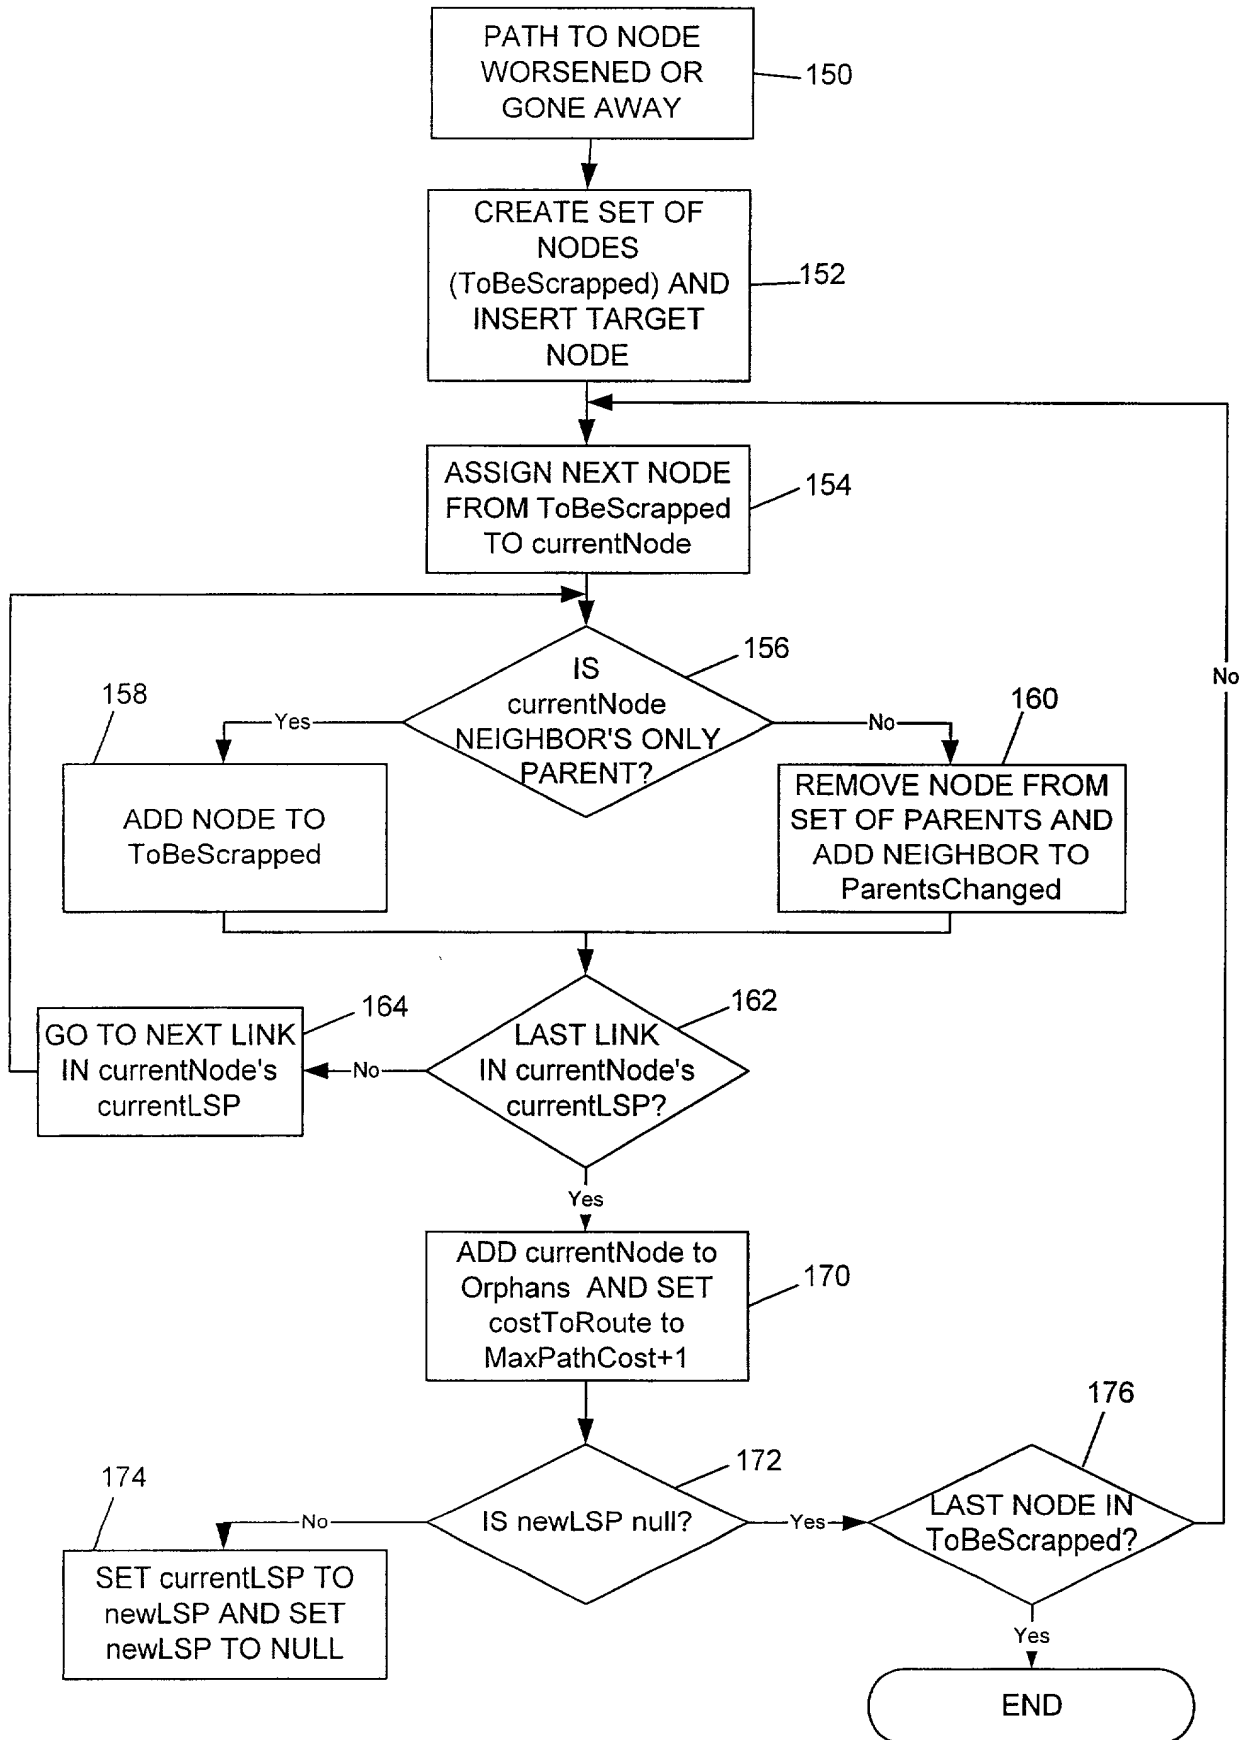 PATH TO NODE
WORSENED OR
GONE AWAY
150
CREATE SET OF
NODES
(ToBeScrapped) AND
INSERT TARGET
NODE
152
ASSIGN NEXT NODE
FROM ToBeScrapped
TO currentNode
154
IS
currentNode
NEIGHBOR'S ONLY
PARENT?
156
Yes
No
No
158
ADD NODE TO
ToBeScrapped
160
REMOVE NODE FROM
SET OF PARENTS AND
ADD NEIGHBOR TO
ParentsChanged
LAST LINK
IN currentNode's
currentLSP?
162
No
164
GO TO NEXT LINK
IN currentNode's
currentLSP
Yes
ADD currentNode to
Orphans AND SET
costToRoute to
MaxPathCost+1
170
IS newLSP null?
172
No
Yes
174
SET currentLSP TO
newLSP AND SET
newLSP TO NULL
176
LAST NODE IN
ToBeScrapped?
Yes
END